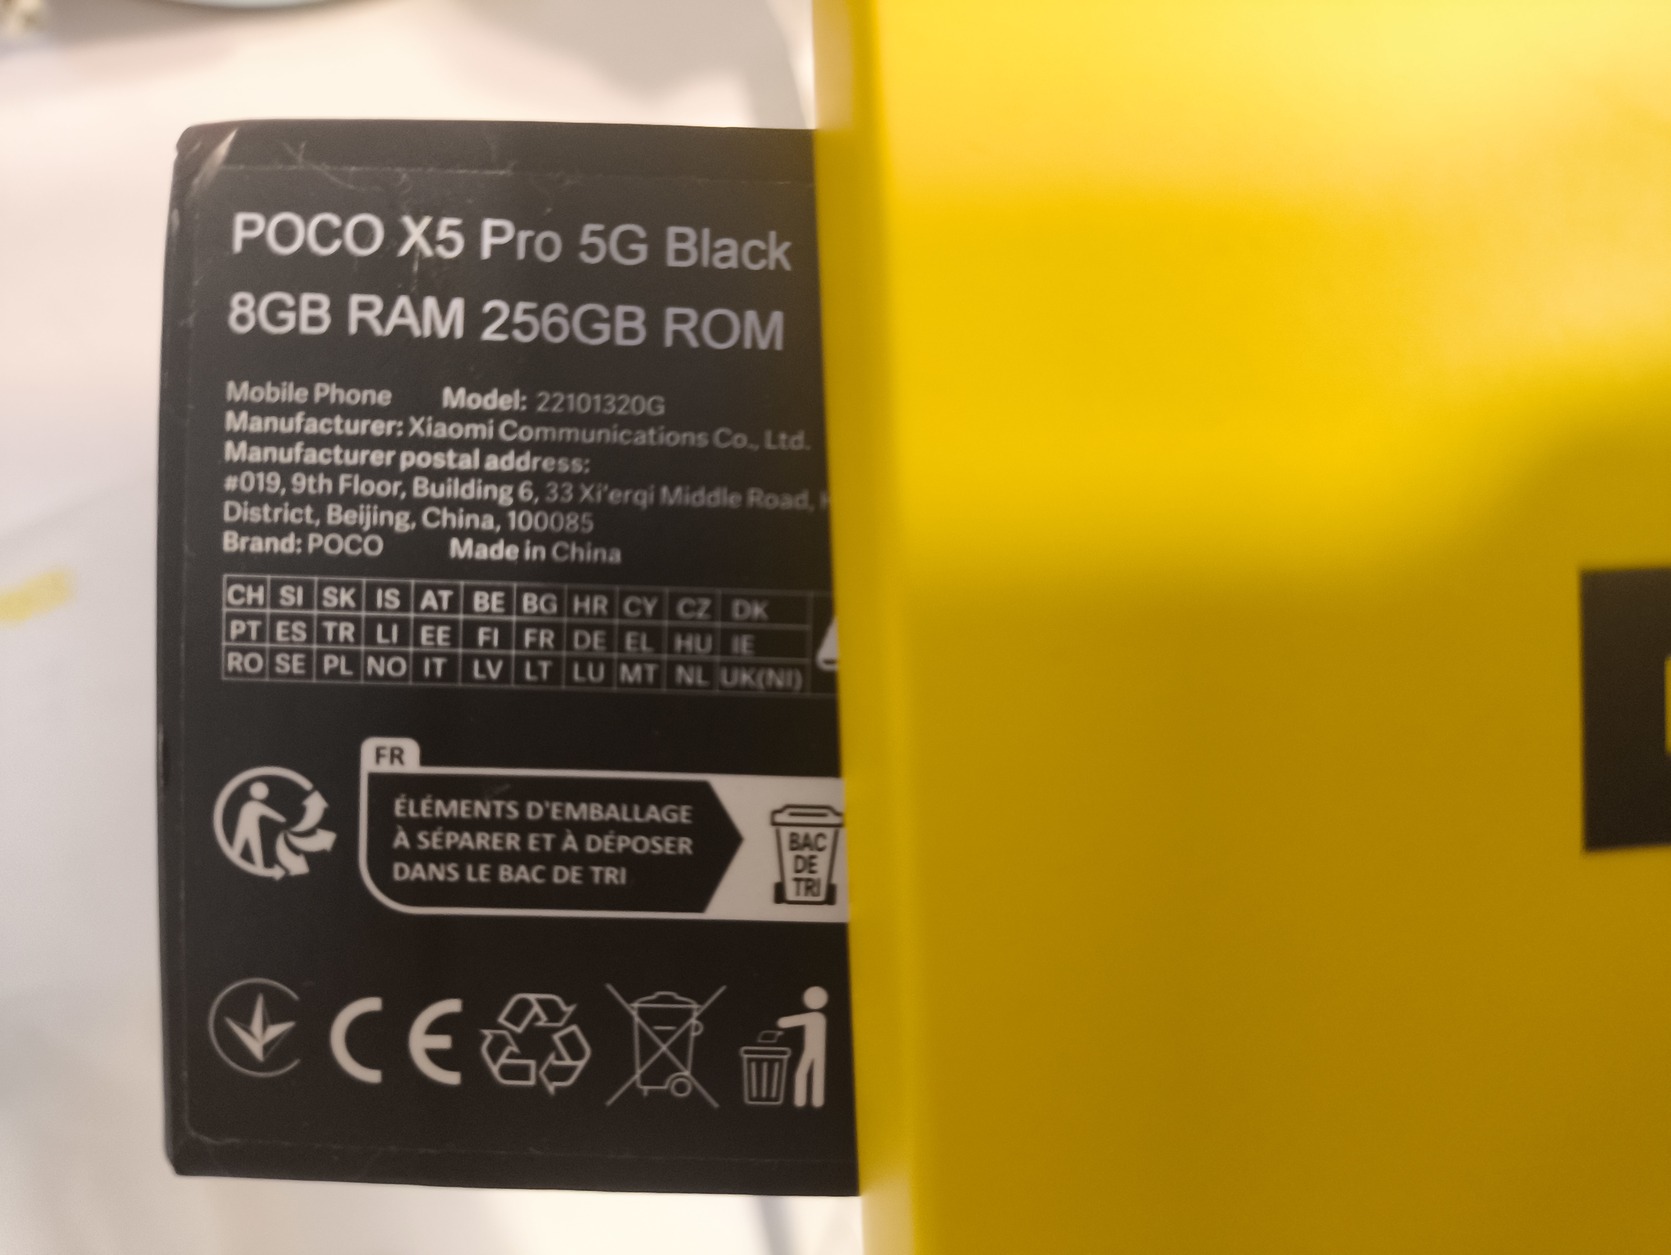 POCO X5 Pro 5G Black
8GB RAM 256GB ROM
Mobile Phone Model: 22101320G
Manufacturer: Xiaomi Communications Co., Ltd.
Manufacturer postal address:
#019, 9th Floor, Building 6, 33 Xi'erqi Middle Road,
District, Beijing, China, 100085
Brand: POCO Made in China
CH SI SK IS AT BE BG HR CY CZ DK
PT ES TR LI EE FI FR DE EL HU IE
RO SE PL NO IT LV LT LU MT NL UK(NI)
FR
ÉLÉMENTS D'EMBALLAGE
À SÉPARER ET À DÉPOSER
DANS LE BAC DE TRI
BAC
DE
TRI
CE